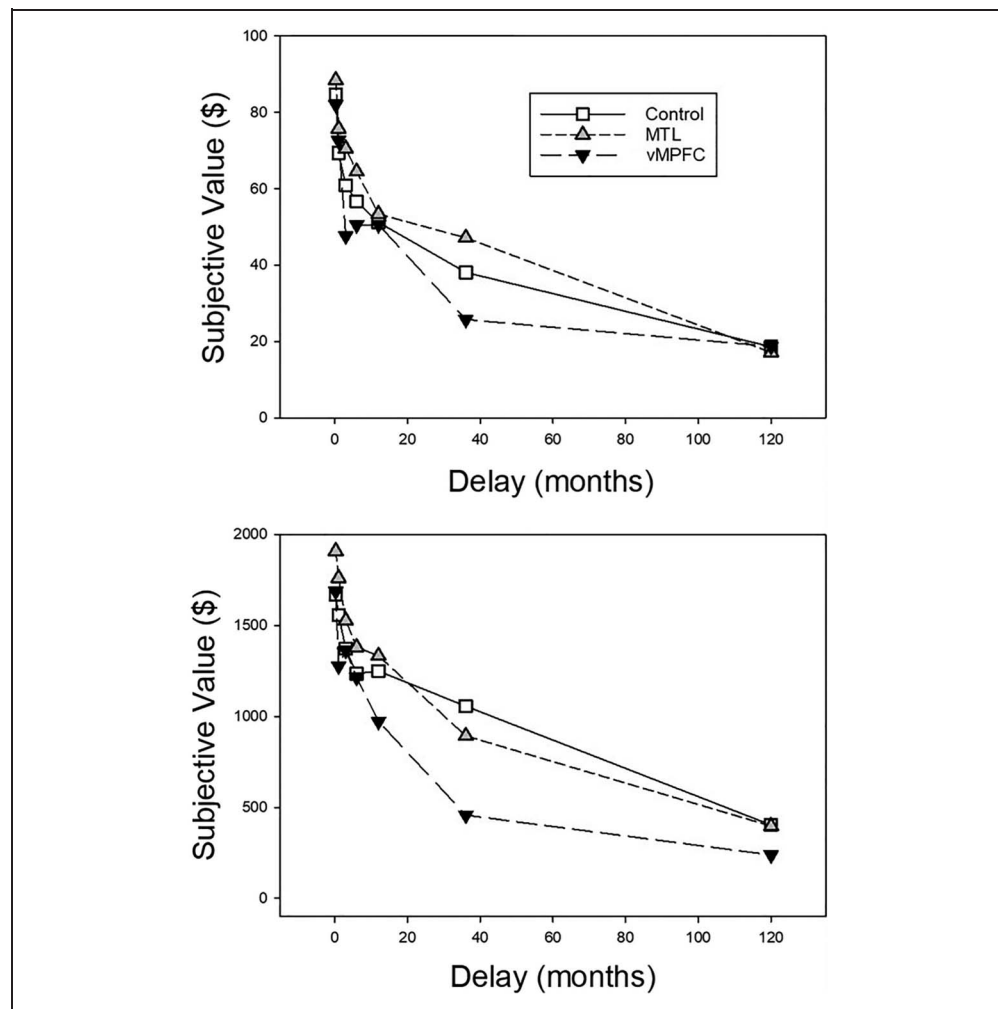 100
80
60
40
20
0
Subjective Value ($)
Control
MTL
vMPFC
0 20 40 60 80 100 120
Delay (months)
2000
1500
1000
500
0
Subjective Value ($)
0 20 40 60 80 100 120
Delay (months)